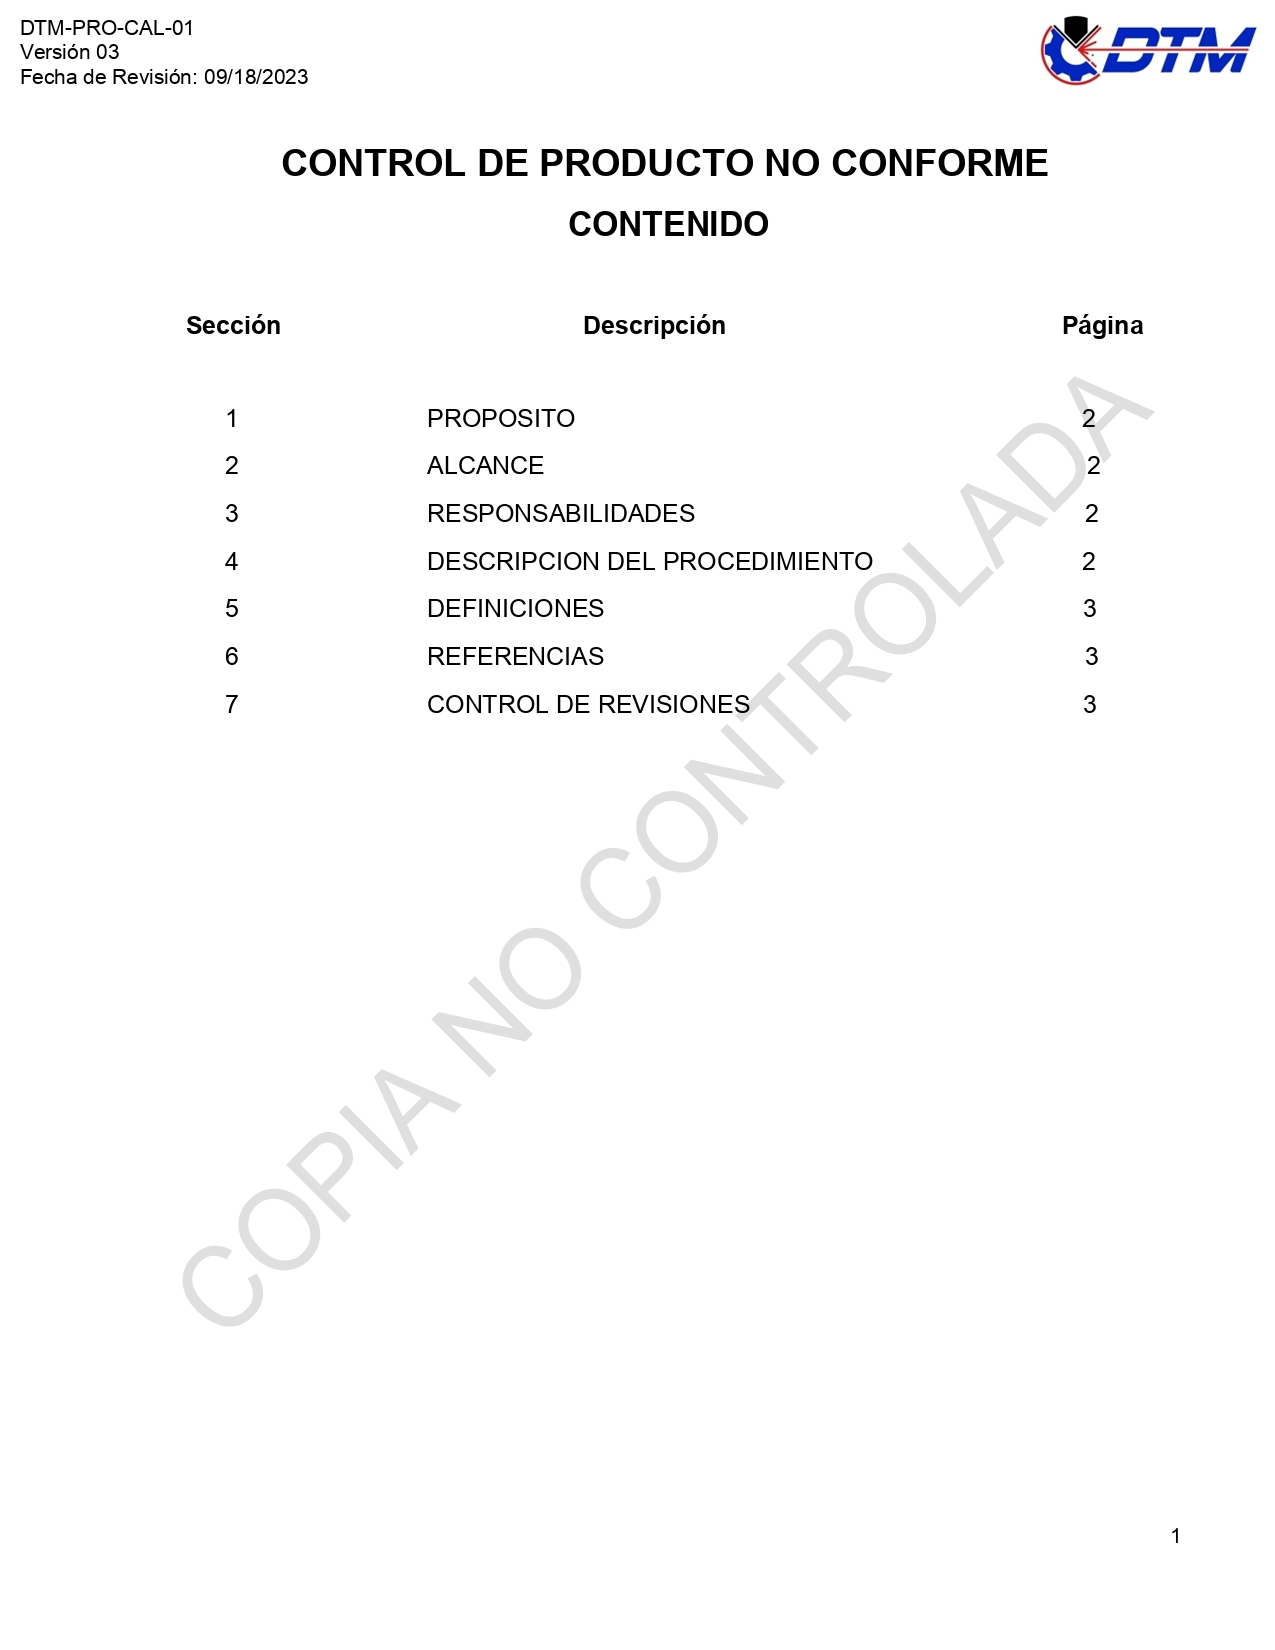 DTM-PRO-CAL-01
Versión 03
Fecha de Revisión: 09/18/2023
DTM
CONTROL DE PRODUCTO NO CONFORME
CONTENIDO
Sección Descripción Página
1 PROPOSITO 2
2 ALCANCE 2
3 RESPONSABILIDADES 2
4 DESCRIPCION DEL PROCEDIMIENTO 2
5 DEFINICIONES 3
6 REFERENCIAS 3
7 CONTROL DE REVISIONES 3
COPIA NO CONTROLADA
1